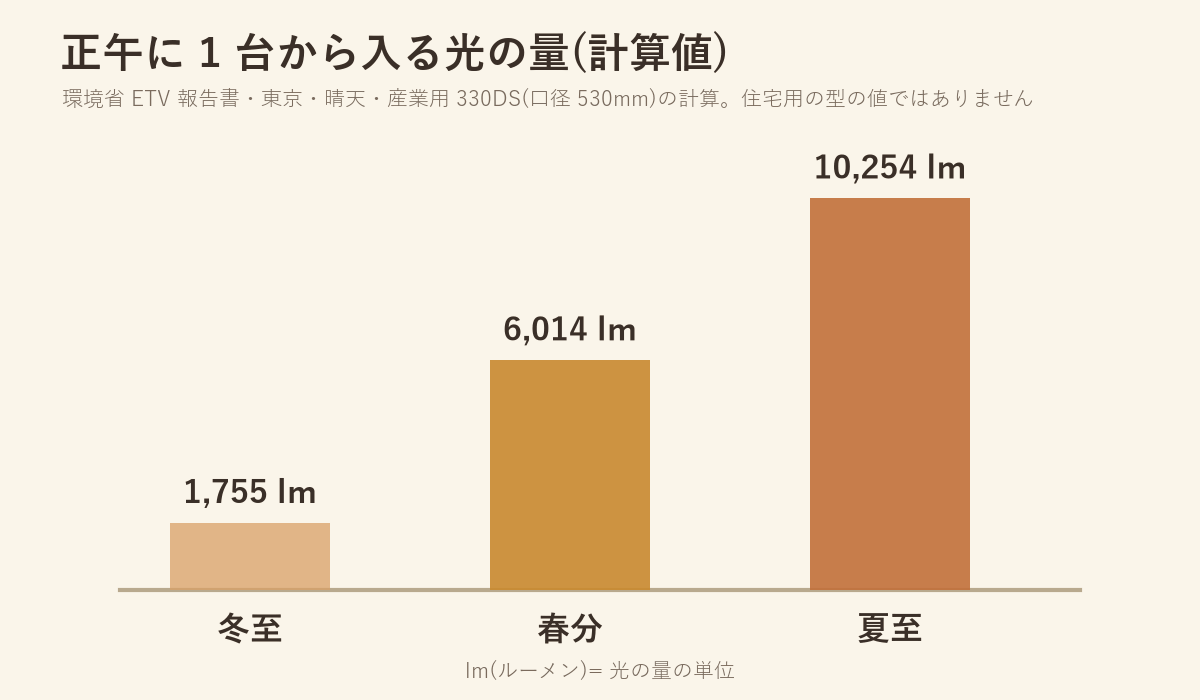 正午に 1 台から入る光の量(計算値)
環境省 ETV 報告書・東京・晴天・産業用 330DS(口径 530mm)の計算。住宅用の型の値ではありません
10,254 lm
6,014 lm
1,755 lm
冬至 春分 夏至
lm(ルーメン)= 光の量の単位